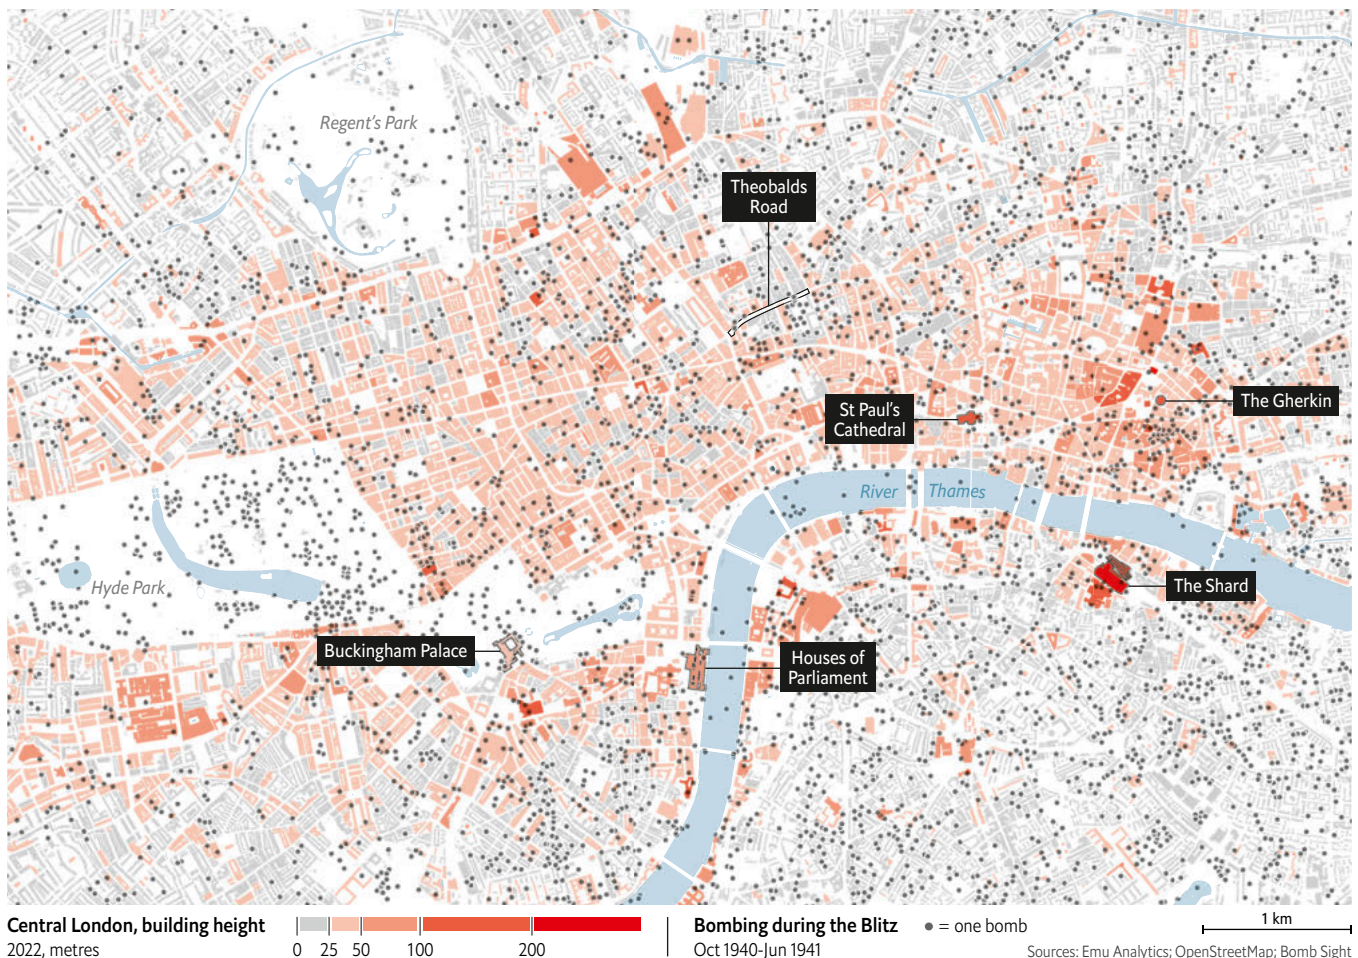 Regent's Park
Theobalds
Road
St Paul's
Cathedral
The Gherkin
River Thames
Hyde Park
The Shard
Buckingham Palace
Houses of
Parliament
Central London, building height
2022, metres
0 25 50 100 200
Bombing during the Blitz
Oct 1940-Jun 1941
= one bomb
1 km
Sources: Emu Analytics; OpenStreetMap; Bomb Sight